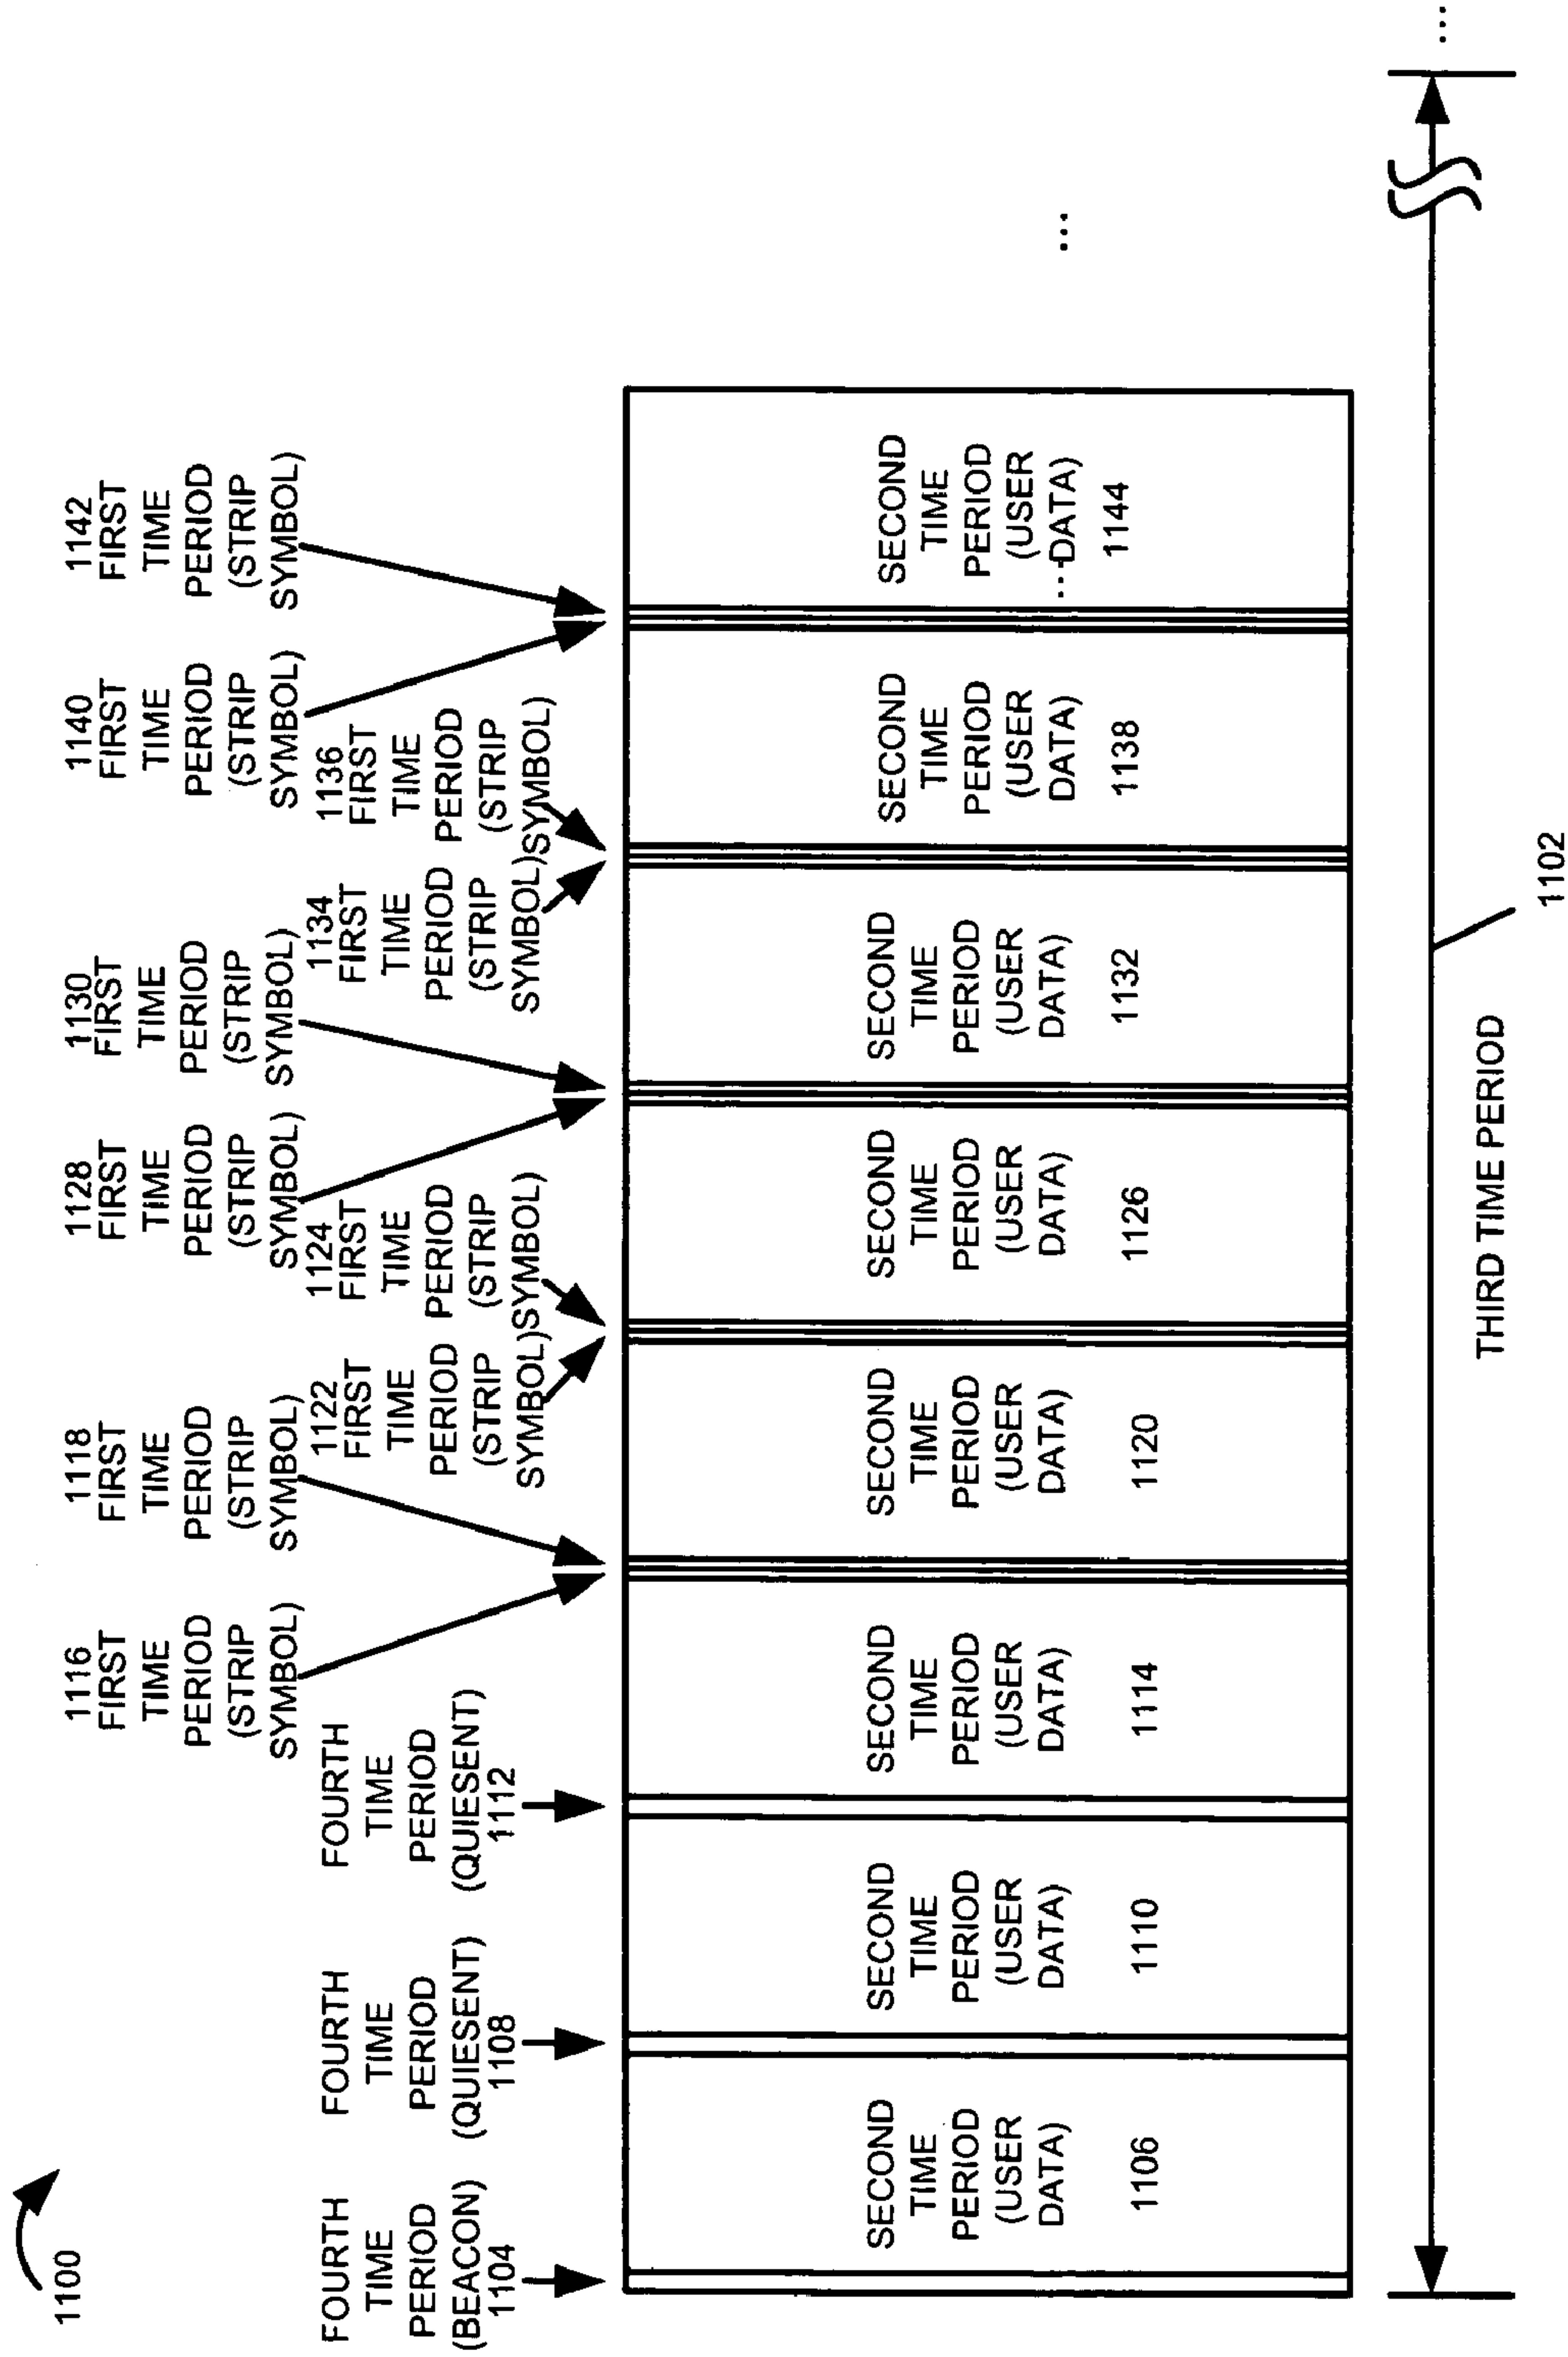 1100
FOURTH
TIME
PERIOD
(BEACON)
1104
FOURTH
TIME
PERIOD
(QUIESENT)
1108
FOURTH
TIME
PERIOD
(QUIESENT)
1112
1116
FIRST
TIME
PERIOD
(STRIP
SYMBOL)
1118
FIRST
TIME
PERIOD
(STRIP
SYMBOL)
1122
FIRST
TIME
PERIOD
(STRIP
SYMBOL)
1124
FIRST
TIME
PERIOD
(STRIP
SYMBOL)
1128
FIRST
TIME
PERIOD
(STRIP
SYMBOL)
1130
FIRST
TIME
PERIOD
(STRIP
SYMBOL)
1134
FIRST
TIME
PERIOD
(STRIP
SYMBOL)
1136
FIRST
TIME
PERIOD
(STRIP
SYMBOL)
1140
FIRST
TIME
PERIOD
(STRIP
SYMBOL)
1142
FIRST
TIME
PERIOD
(STRIP
SYMBOL)
SECOND
TIME
PERIOD
(USER
DATA)
1106
SECOND
TIME
PERIOD
(USER
DATA)
1110
SECOND
TIME
PERIOD
(USER
DATA)
1114
SECOND
TIME
PERIOD
(USER
DATA)
1120
SECOND
TIME
PERIOD
(USER
DATA)
1126
SECOND
TIME
PERIOD
(USER
DATA)
1132
SECOND
TIME
PERIOD
(USER
DATA)
1138
SECOND
TIME
PERIOD
(USER
...DATA)
1144
...
...
THIRD TIME PERIOD
1102